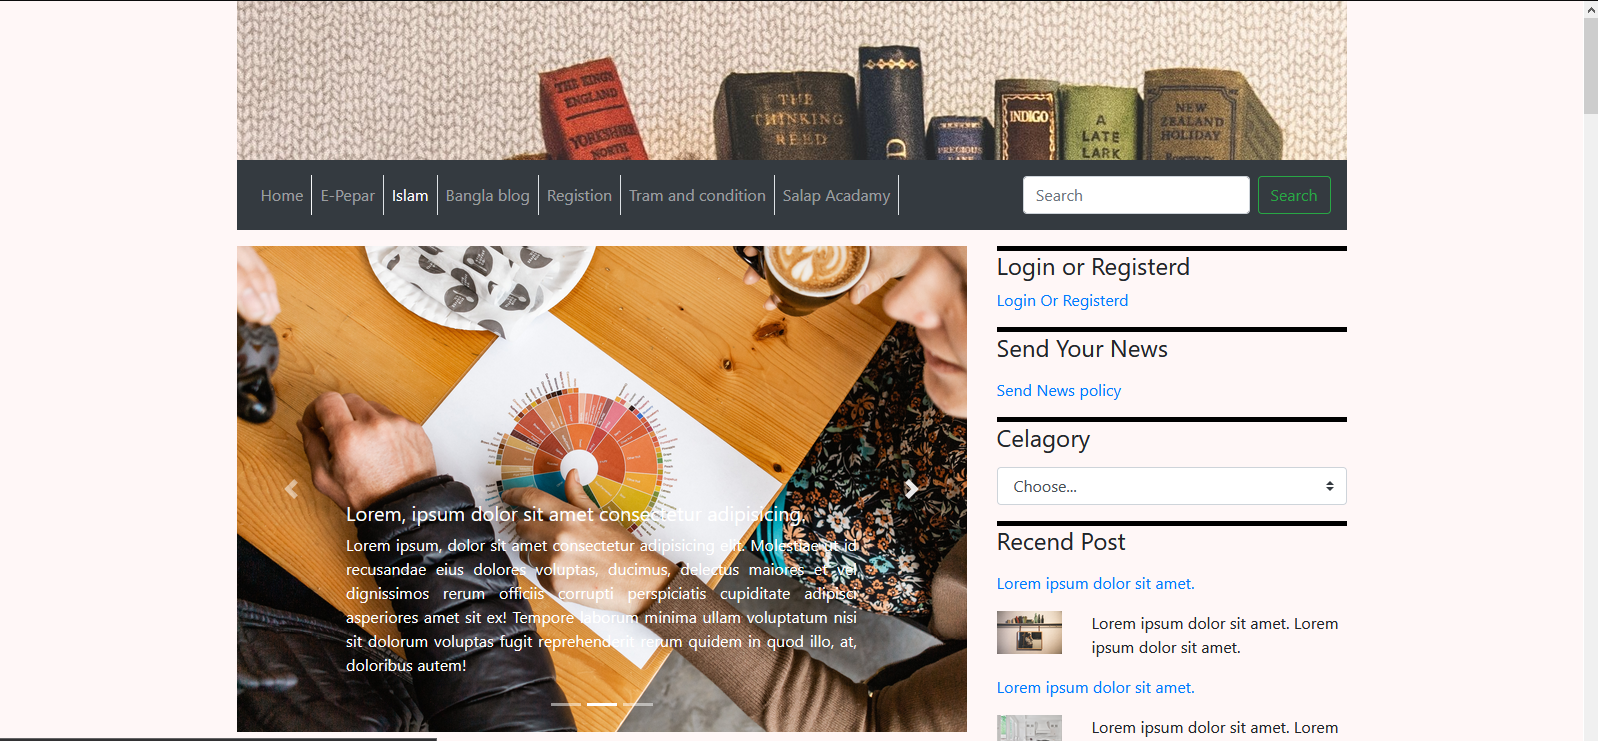 THE KING'S
ENGLAND
YORKSHIRE
NORTH
THE
THINKING
REED
D
PRECIOUS
INDIGO
A
LATE
LARK
NEW
ZEALAND
HOLIDAY
Home
E-Pepar
Islam
Bangla blog
Registion
Tram and condition
Salap Acadamy
Search
Search
Lorem, ipsum dolor sit amet consectetur adipisicing.
Lorem ipsum, dolor sit amet consectetur adipisicing elit. Molestiae ut id
recusandae eius dolores voluptas, ducimus, delectus maiores et vel
dignissimos rerum officiis corrupti perspiciatis cupiditate adipisci
asperiores amet sit ex! Tempore laborum minima ullam voluptatum nisi
sit dolorum voluptas fugit reprehenderit rerum quidem in quod illo, at,
doloribus autem!
Login or Registerd
Login Or Registerd
Send Your News
Send News policy
Celagory
Choose...
Recend Post
Lorem ipsum dolor sit amet.
Lorem ipsum dolor sit amet. Lorem
ipsum dolor sit amet.
Lorem ipsum dolor sit amet.
Lorem ipsum dolor sit amet. Lorem